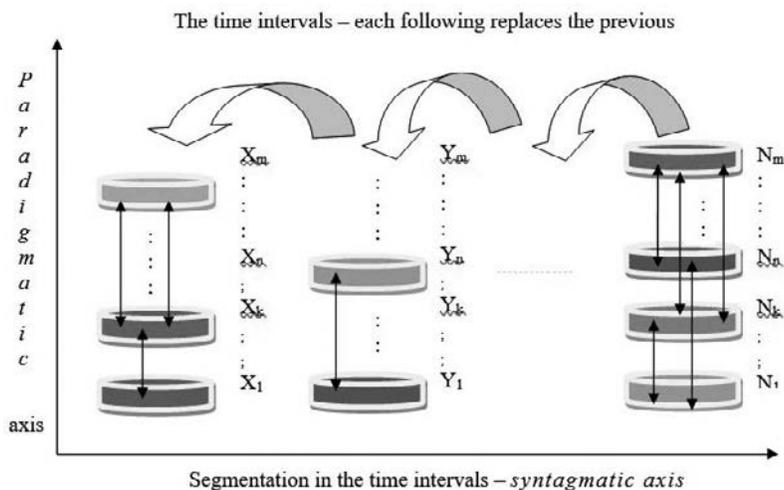 The time intervals – each following replaces the previous
Paradigmatic
axis
Xₘ
Xₙ
Xₖ
X₁
Yₘ
Yₙ
Yₖ
Y₁
Nₘ
Nₙ
Nₖ
N₁
Segmentation in the time intervals – syntagmatic axis